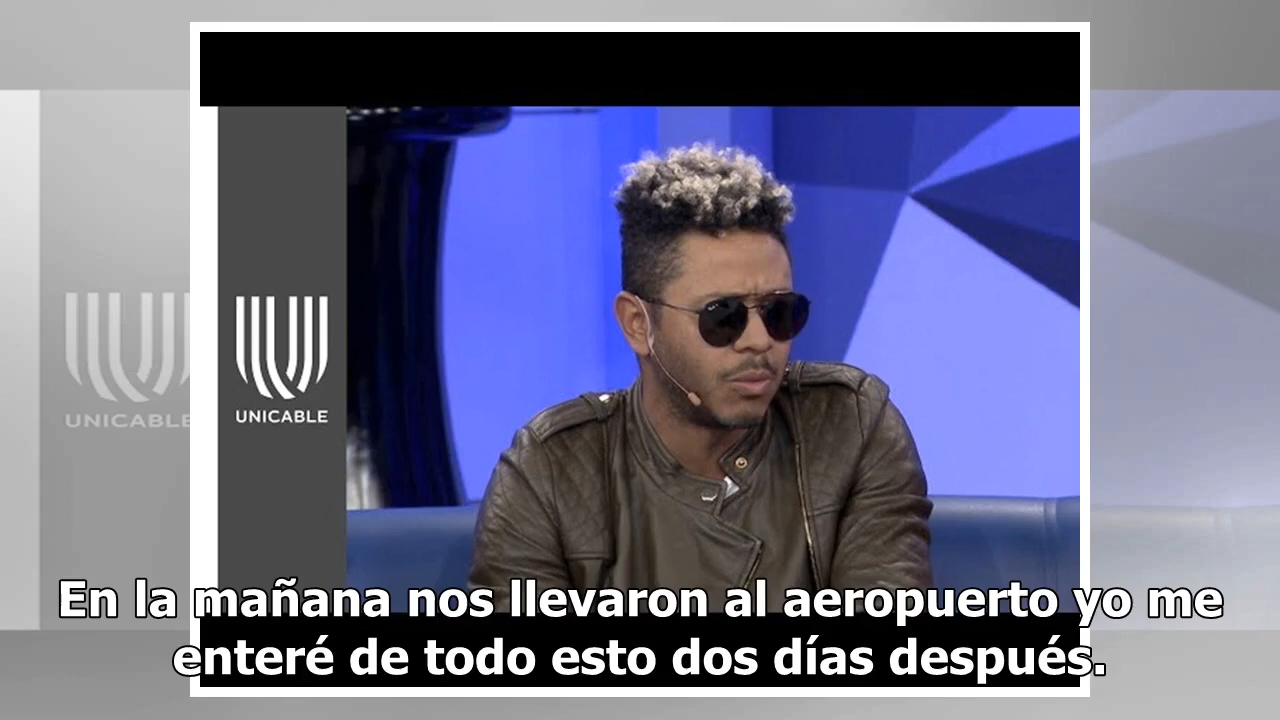 UNICABLE
UNICABLE
En la mañana nos llevaron al aeropuerto yo me
enteré de todo esto dos días después.